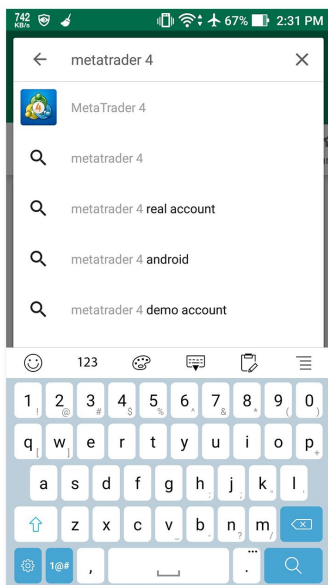 742 KB/s 67% 2:31 PM
metatrader 4
MetaTrader 4
metatrader 4
metatrader 4 real account
metatrader 4 android
metatrader 4 demo account
123
1 ! 2 @ 3 # 4 $ 5 % 6 ^ 7 & 8 * 9 ( 0 )
q [ w ] e r t y u i o p
a s d f g h ; j ; k ' l '
z x c v _ b - n ? m /
1@# , . ...